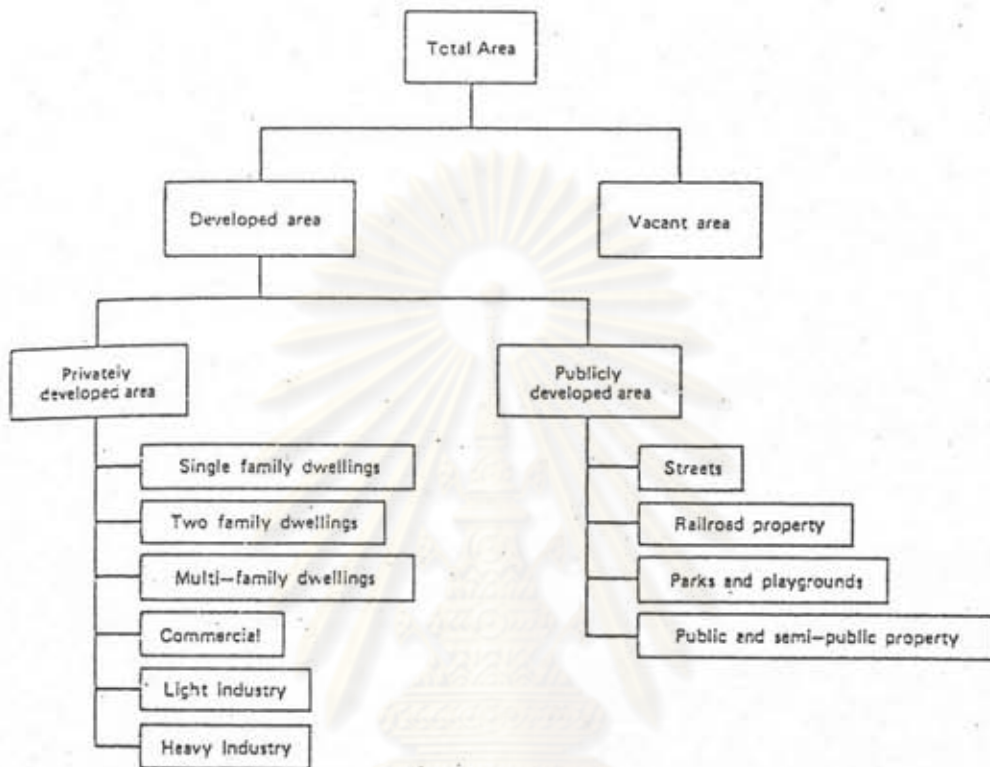 Total Area
Developed area
Vacant area
Privately
developed area
Publicly
developed area
Single family dwellings
Two family dwellings
Multi-family dwellings
Commercial
Light industry
Heavy Industry
Streets
Railroad property
Parks and playgrounds
Public and semi-public property